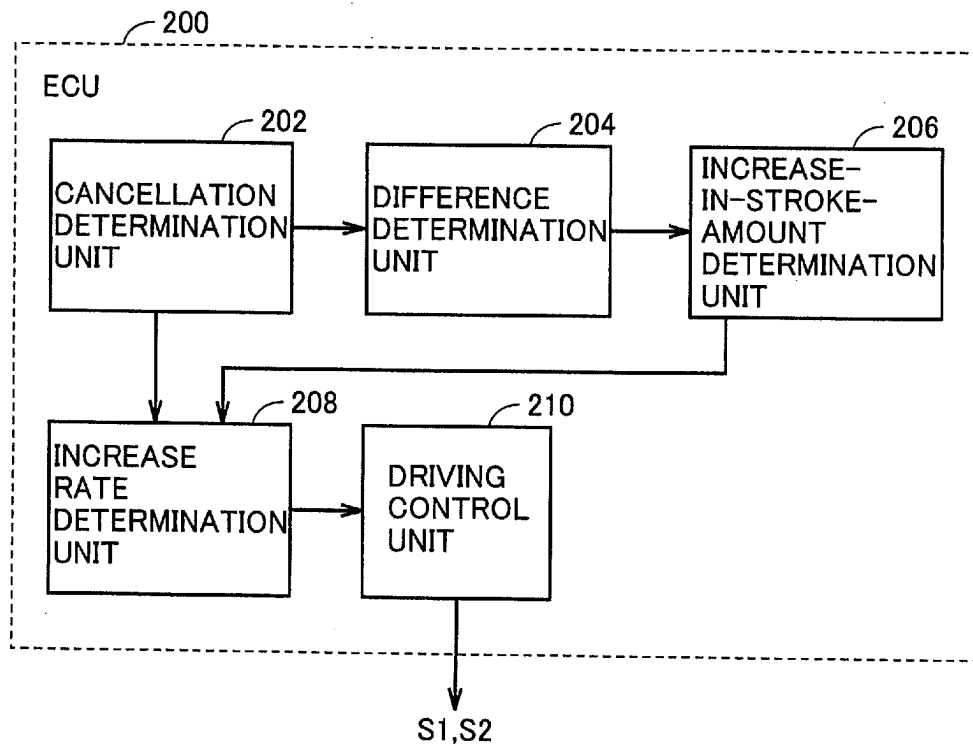 200
ECU
202
CANCELLATION
DETERMINATION
UNIT
204
DIFFERENCE
DETERMINATION
UNIT
206
INCREASE-
IN-STROKE-
AMOUNT
DETERMINATION
UNIT
208
INCREASE
RATE
DETERMINATION
UNIT
210
DRIVING
CONTROL
UNIT
S1,S2